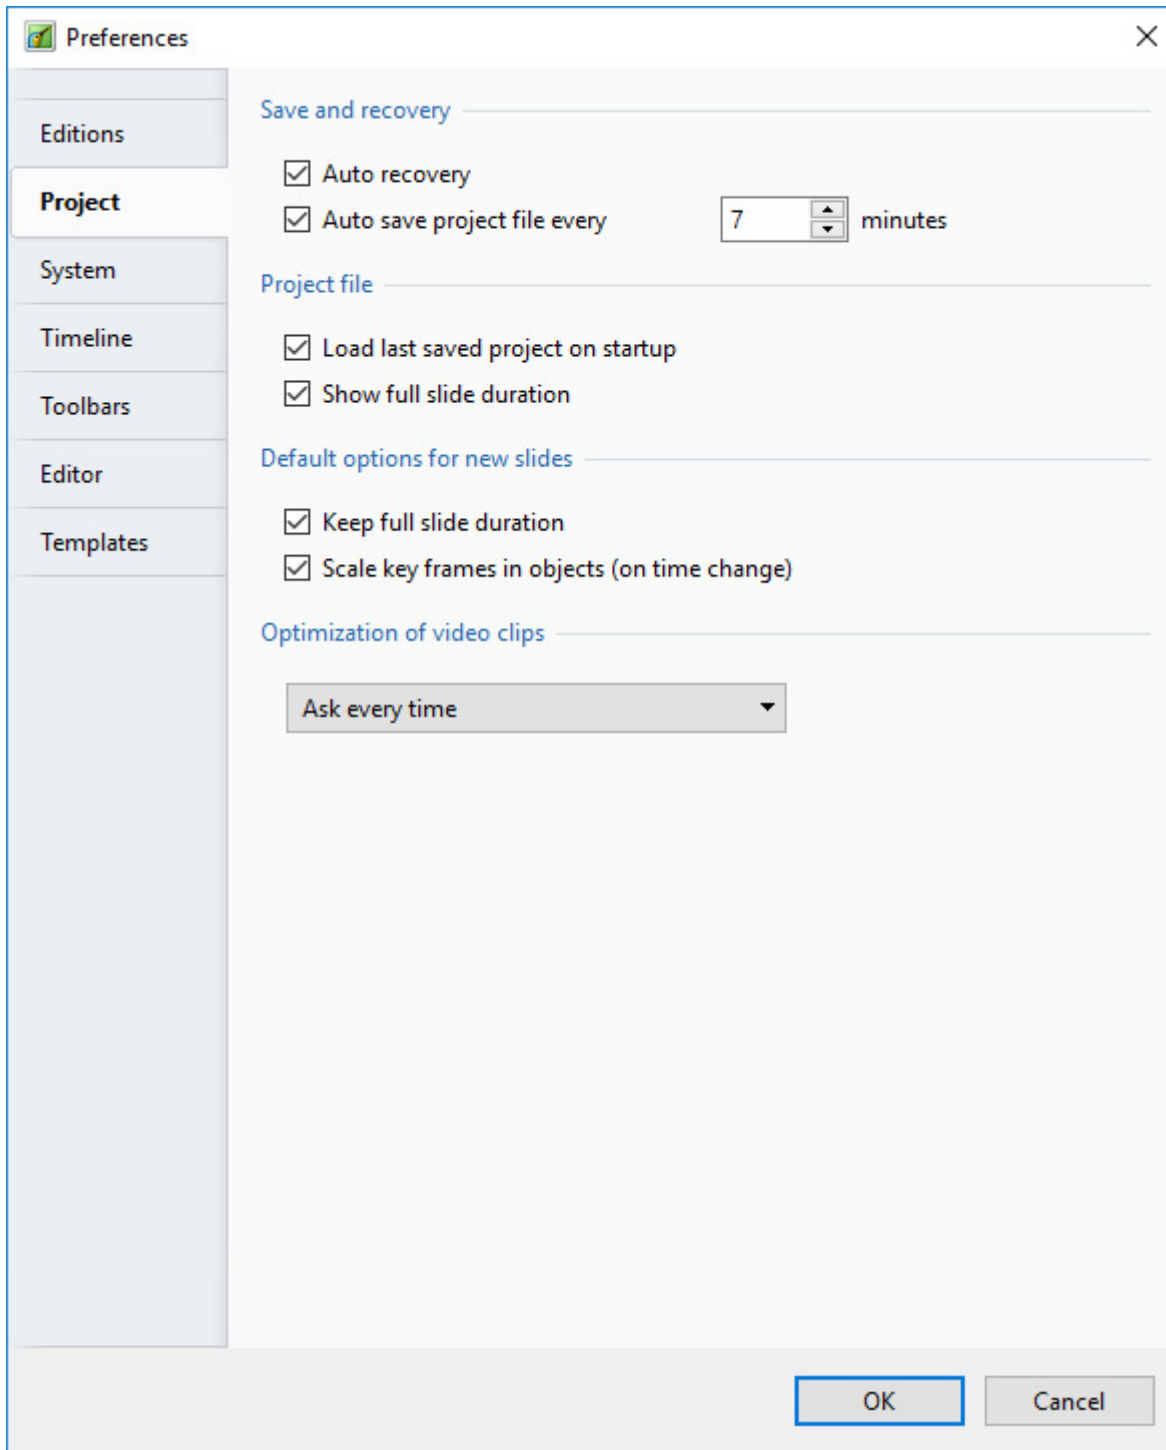 Preferences
Editions
Project
System
Timeline
Toolbars
Editor
Templates
Save and recovery
Auto recovery
Auto save project file every 7 minutes
Project file
Load last saved project on startup
Show full slide duration
Default options for new slides
Keep full slide duration
Scale key frames in objects (on time change)
Optimization of video clips
Ask every time
OK Cancel